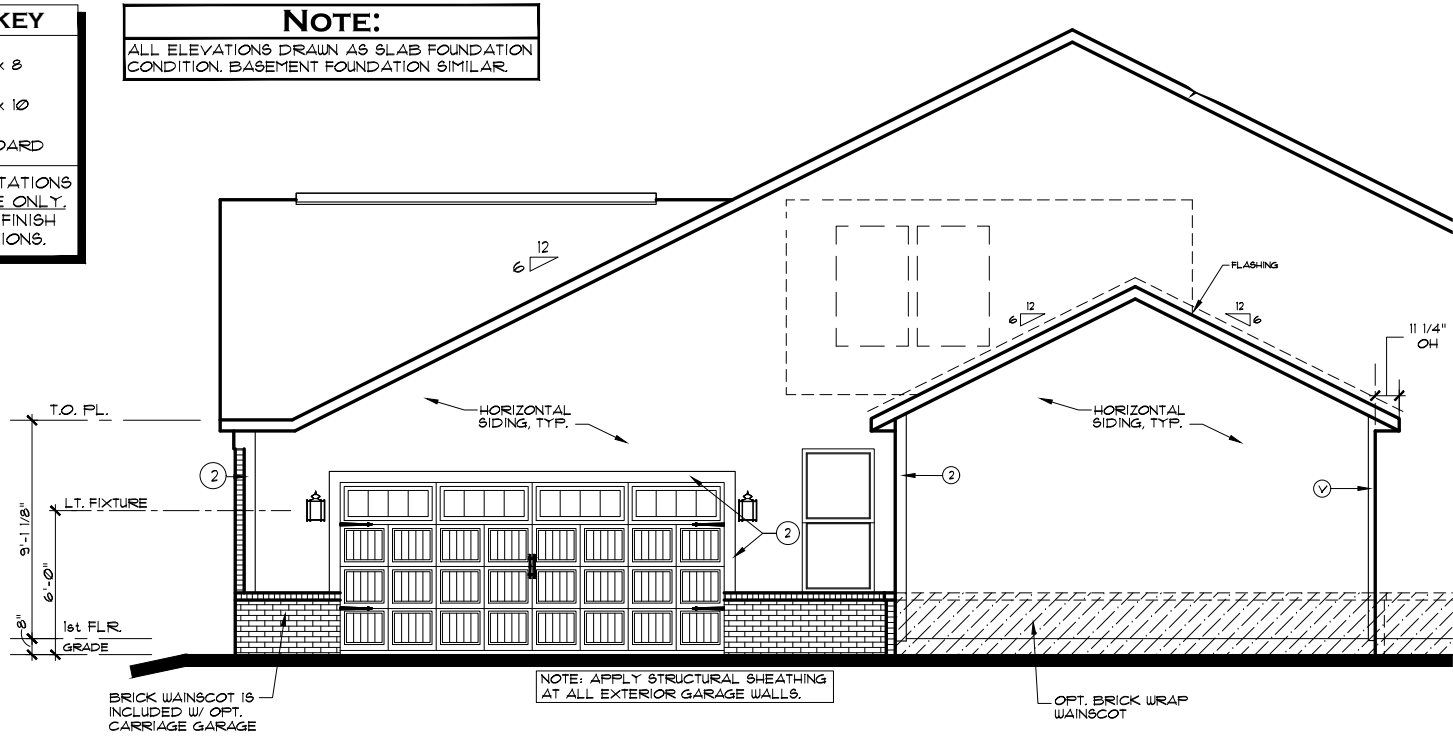 KEY
x 8
x 10
OARD
TATIONS
E ONLY.
FINISH
IONS.
NOTE:
ALL ELEVATIONS DRAWN AS SLAB FOUNDATION
CONDITION. BASEMENT FOUNDATION SIMILAR.
12
6
FLASHING
12
6
12
6
11 1/4"
OH
T.O. PL.
HORIZONTAL
SIDING, TYP.
HORIZONTAL
SIDING, TYP.
2
2
V
LT. FIXTURE
2
9'-1 1/8"
6'-0"
8"
1st FLR.
GRADE
NOTE: APPLY STRUCTURAL SHEATHING
AT ALL EXTERIOR GARAGE WALLS.
BRICK WAINSCOT IS
INCLUDED W/ OPT.
CARRIAGE GARAGE
OPT. BRICK WRAP
WAINSCOT